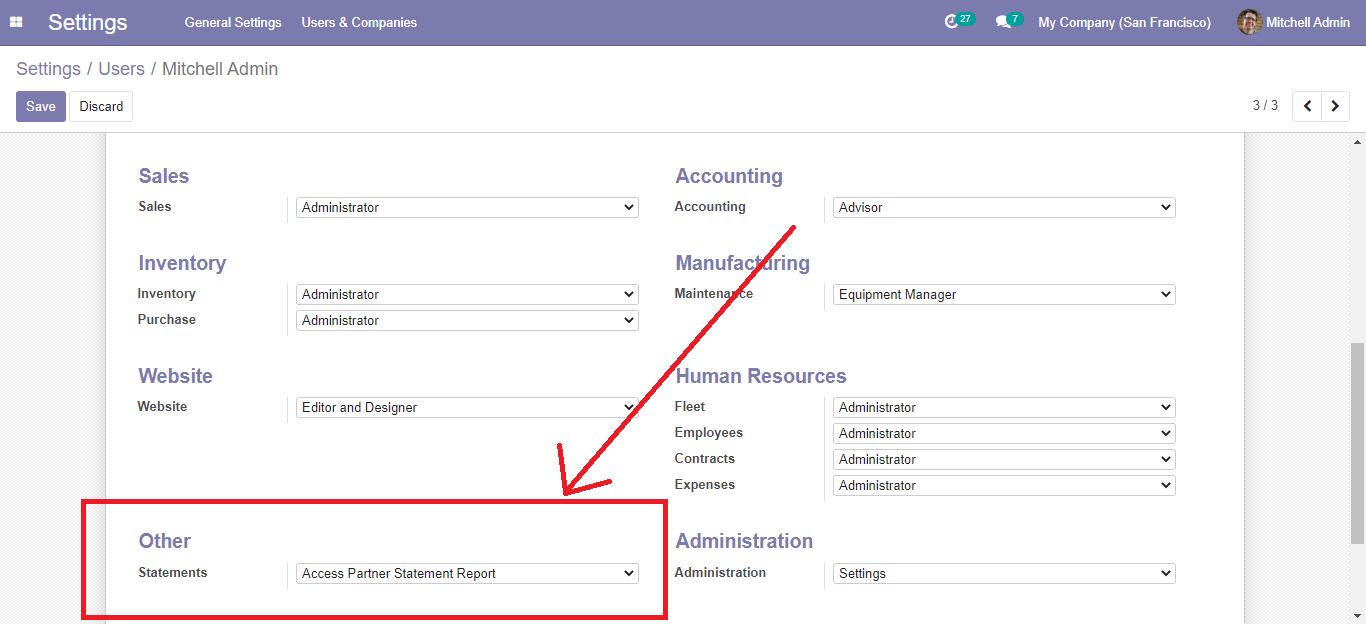 Settings General Settings Users & Companies 27 7 My Company (San Francisco) Mitchell Admin
Settings / Users / Mitchell Admin
Save Discard 3 / 3
Sales
Sales Administrator
Accounting
Accounting Advisor
Inventory
Inventory Administrator
Purchase Administrator
Manufacturing
Maintenance Equipment Manager
Website
Website Editor and Designer
Human Resources
Fleet Administrator
Employees Administrator
Contracts Administrator
Expenses Administrator
Other
Statements Access Partner Statement Report
Administration
Administration Settings